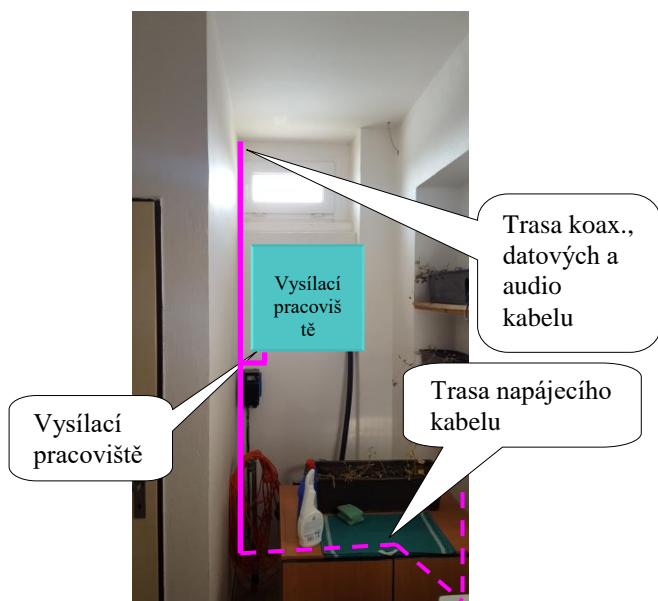 Trasa koax.,
datových a
audio
kabelu
Vysílací
pracoviš
tě
Trasa napájecího
kabelu
Vysílací
pracoviště